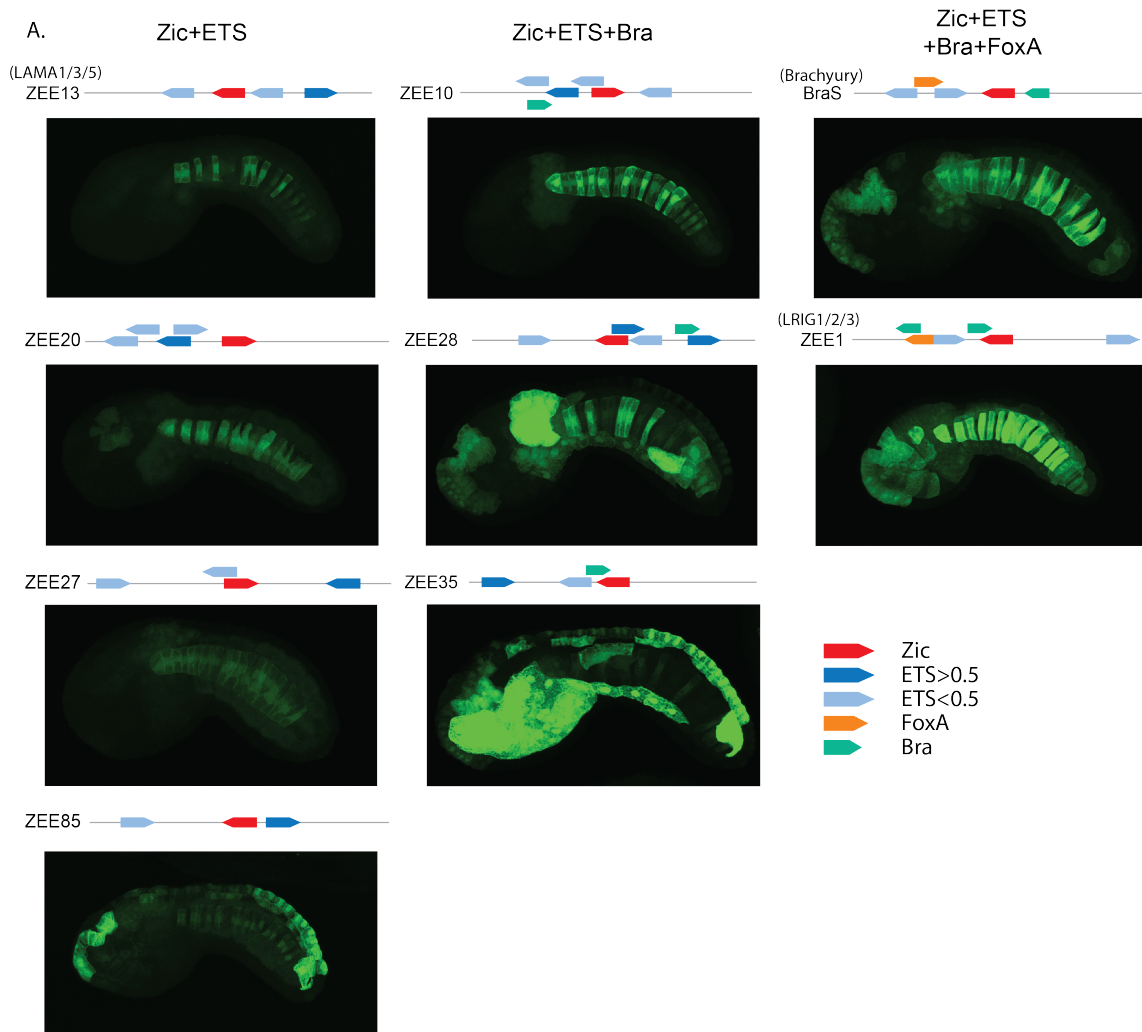 A.
Zic+ETS
Zic+ETS+Bra
Zic+ETS
+Bra+FoxA
(LAMA1/3/5)
ZEE13
ZEE10
(Brachyury)
BraS
ZEE20
ZEE28
(LRIG1/2/3)
ZEE1
ZEE27
ZEE35
Zic
ETS>0.5
ETS<0.5
FoxA
Bra
ZEE85